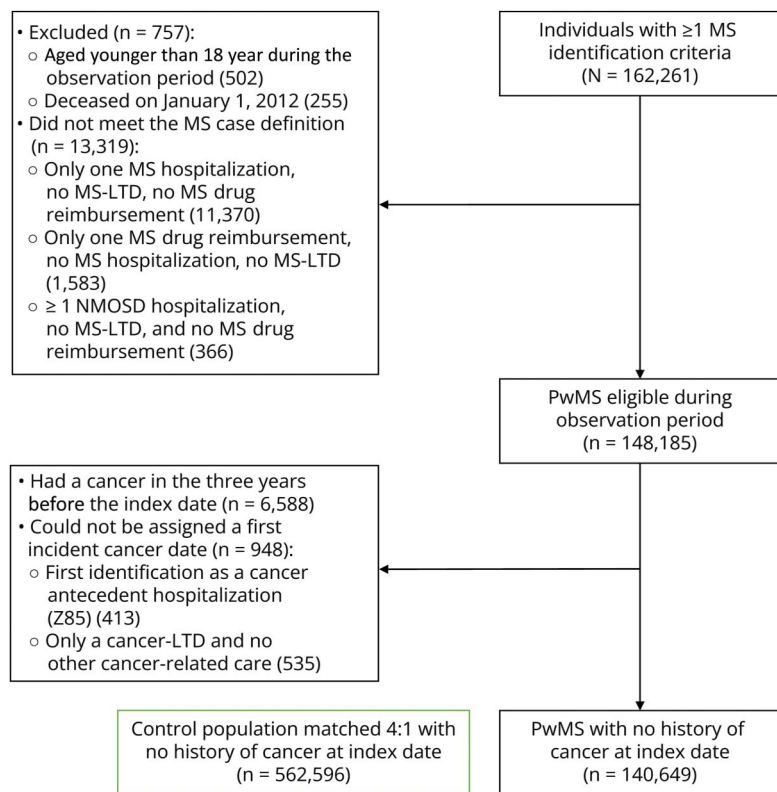 • Excluded (n = 757):
○ Aged younger than 18 year during the
observation period (502)
○ Deceased on January 1, 2012 (255)
• Did not meet the MS case definition
(n = 13,319):
○ Only one MS hospitalization,
no MS-LTD, no MS drug
reimbursement (11,370)
○ Only one MS drug reimbursement,
no MS hospitalization, no MS-LTD
(1,583)
○ ≥ 1 NMOSD hospitalization,
no MS-LTD, and no MS drug
reimbursement (366)
Individuals with ≥1 MS
identification criteria
(N = 162,261)
PwMS eligible during
observation period
(n = 148,185)
• Had a cancer in the three years
before the index date (n = 6,588)
• Could not be assigned a first
incident cancer date (n = 948):
○ First identification as a cancer
antecedent hospitalization
(Z85) (413)
○ Only a cancer-LTD and no
other cancer-related care (535)
Control population matched 4:1 with
no history of cancer at index date
(n = 562,596)
PwMS with no history of
cancer at index date
(n = 140,649)